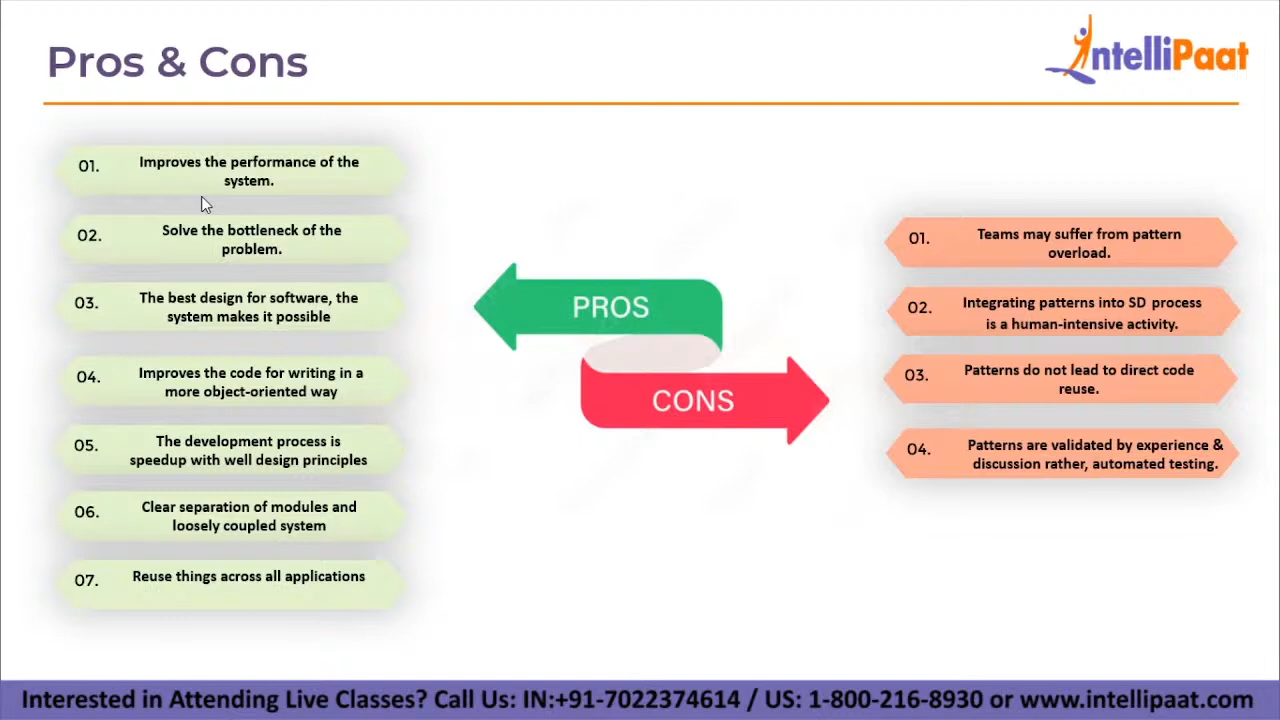 Pros & Cons
IntelliPaat
01.
Improves the performance of the
system.
02.
Solve the bottleneck of the
problem.
03.
The best design for software, the
system makes it possible
04.
Improves the code for writing in a
more object-oriented way
05.
The development process is
speedup with well design principles
06.
Clear separation of modules and
loosely coupled system
07.
Reuse things across all applications
PROS
CONS
01.
Teams may suffer from pattern
overload.
02.
Integrating patterns into SD process
is a human-intensive activity.
03.
Patterns do not lead to direct code
reuse.
04.
Patterns are validated by experience &
discussion rather, automated testing.
Interested in Attending Live Classes? Call Us: IN:+91-7022374614 / US: 1-800-216-8930 or www.intellipaat.com